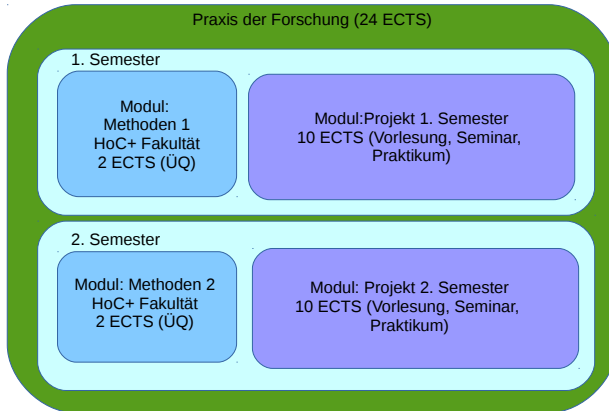 Praxis der Forschung (24 ECTS)
1. Semester
Modul:
Methoden 1
HoC+ Fakultät
2 ECTS (ÜQ)
Modul:Projekt 1. Semester
10 ECTS (Vorlesung, Seminar,
Praktikum)
2. Semester
Modul: Methoden 2
HoC+ Fakultät
2 ECTS (ÜQ)
Modul: Projekt 2. Semester
10 ECTS (Vorlesung, Seminar,
Praktikum)